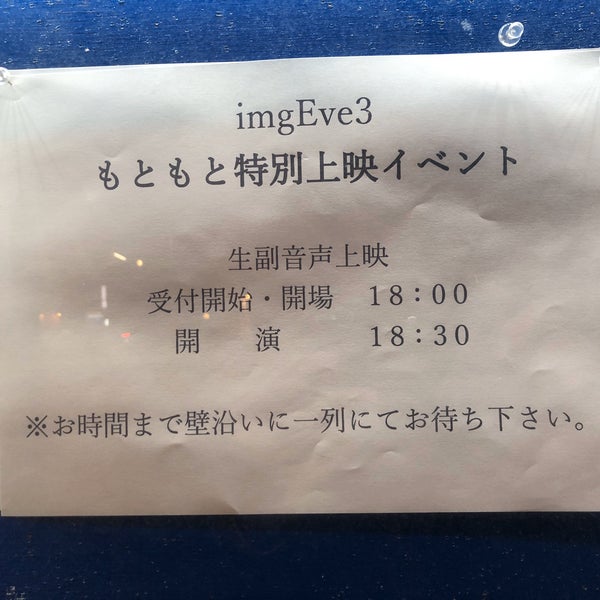 imgEve3
もともと特別上映イベント
生副音声上映
受付開始・開場　18：00
開　　演　　　18：30
※お時間まで壁沿いに一列にてお待ち下さい。